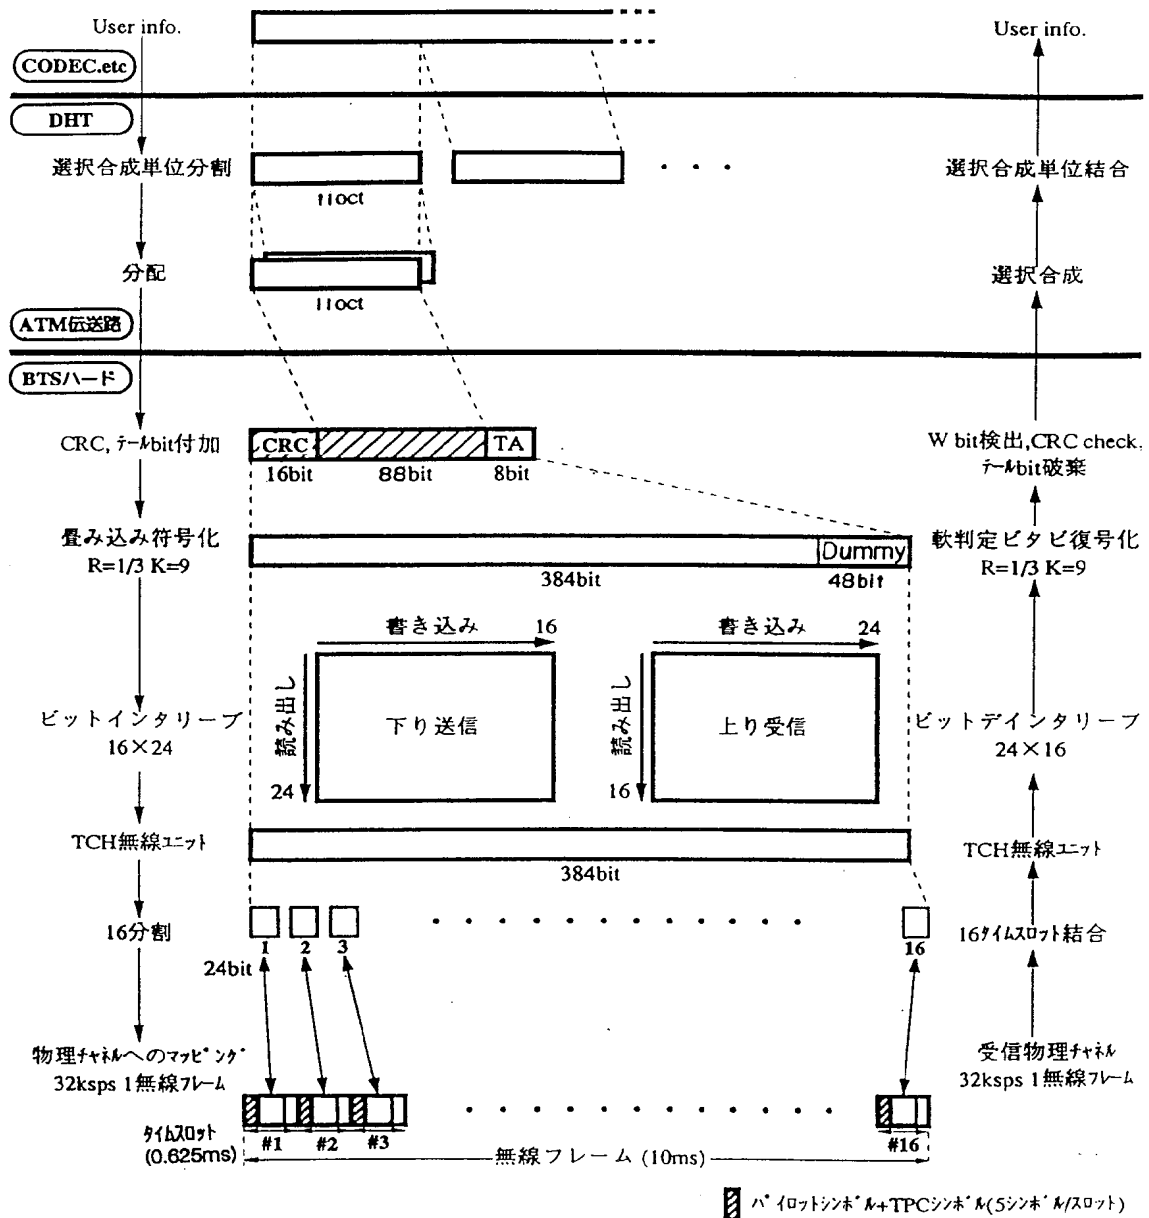 User info.
User info.
CODEC.etc
DHT
選択合成単位分割
11oct
選択合成単位結合
分配
11oct
選択合成
ATM伝送路
BTSハード
CRC, テールbit付加
CRC
TA
16bit
88bit
8bit
W bit検出,CRC check.
テールbit破棄
畳み込み符号化
R=1/3 K=9
Dummy
384bit
48bit
軟判定ビタビ復号化
R=1/3 K=9
書き込み
16
書き込み
24
読み出し
24
下り送信
読み出し
16
上り受信
ビットインタリーブ
16×24
ビットデインタリーブ
24×16
TCH無線ユニット
384bit
TCH無線ユニット
16分割
1
2
3
16
24bit
16タイムスロット結合
物理チャネルへのマッピング
32ksps 1無線フレーム
受信物理チャネル
32ksps 1無線フレーム
タイムスロット
(0.625ms)
#1
#2
#3
#16
無線フレーム (10ms)
パイロットシンボル+TPCシンボル(5シンボル/スロット)